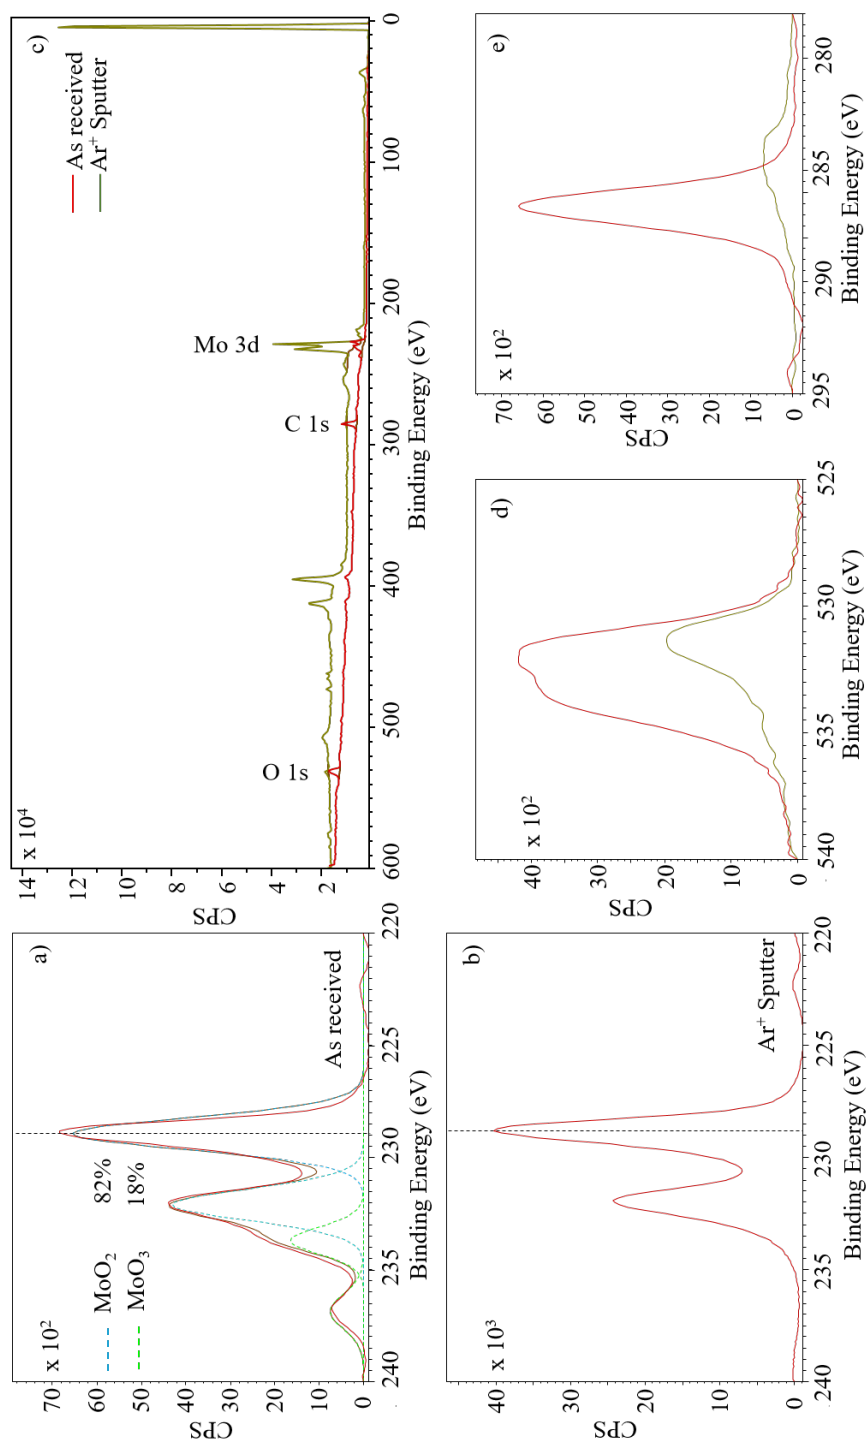 a)
x 10²
MoO₂ 82%
MoO₃ 18%
As received
CPS
70
60
50
40
30
20
10
0
240 235 230 225 220
Binding Energy (eV)
b)
x 10³
Ar⁺ Sputter
CPS
40
30
20
10
0
240 235 230 225 220
Binding Energy (eV)
c)
x 10⁴
As received
Ar⁺ Sputter
O 1s
C 1s
Mo 3d
CPS
14
12
10
8
6
4
2
600 500 400 300 200 100 0
Binding Energy (eV)
d)
x 10²
CPS
40
30
20
10
0
540 535 530 525
Binding Energy (eV)
e)
x 10²
CPS
70
60
50
40
30
20
10
0
295 290 285 280
Binding Energy (eV)